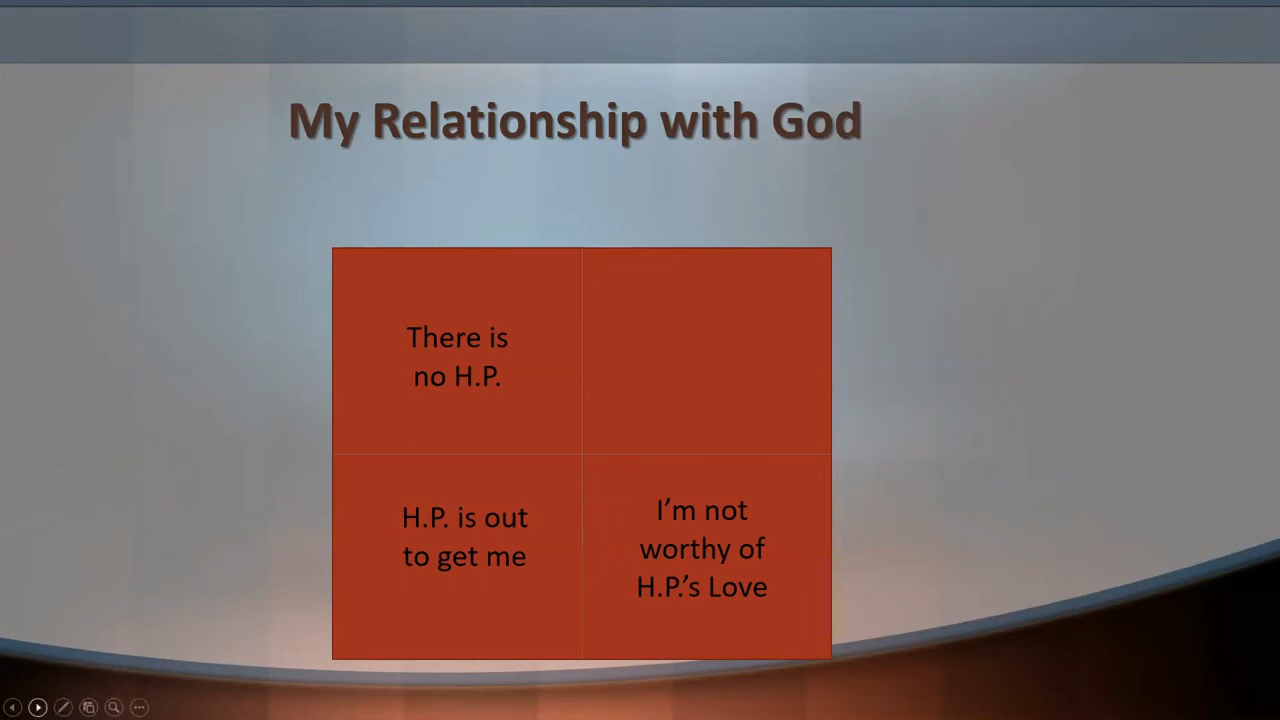 My Relationship with God
There is
no H.P.
H.P. is out
to get me
I'm not
worthy of
H.P.'s Love